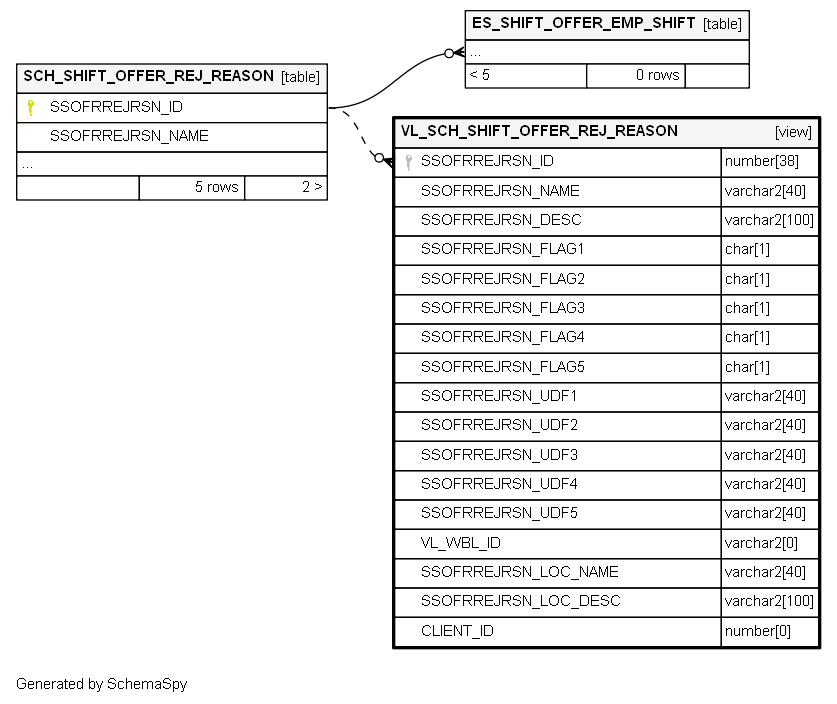 ES_SHIFT_OFFER_EMP_SHIFT [table]
...
< 5 0 rows
SCH_SHIFT_OFFER_REJ_REASON [table]
SSOFRREJRSN_ID
SSOFRREJRSN_NAME
...
5 rows 2 >
VL_SCH_SHIFT_OFFER_REJ_REASON [view]
SSOFRREJRSN_ID number[38]
SSOFRREJRSN_NAME varchar2[40]
SSOFRREJRSN_DESC varchar2[100]
SSOFRREJRSN_FLAG1 char[1]
SSOFRREJRSN_FLAG2 char[1]
SSOFRREJRSN_FLAG3 char[1]
SSOFRREJRSN_FLAG4 char[1]
SSOFRREJRSN_FLAG5 char[1]
SSOFRREJRSN_UDF1 varchar2[40]
SSOFRREJRSN_UDF2 varchar2[40]
SSOFRREJRSN_UDF3 varchar2[40]
SSOFRREJRSN_UDF4 varchar2[40]
SSOFRREJRSN_UDF5 varchar2[40]
VL_WBL_ID varchar2[0]
SSOFRREJRSN_LOC_NAME varchar2[40]
SSOFRREJRSN_LOC_DESC varchar2[100]
CLIENT_ID number[0]
Generated by SchemaSpy